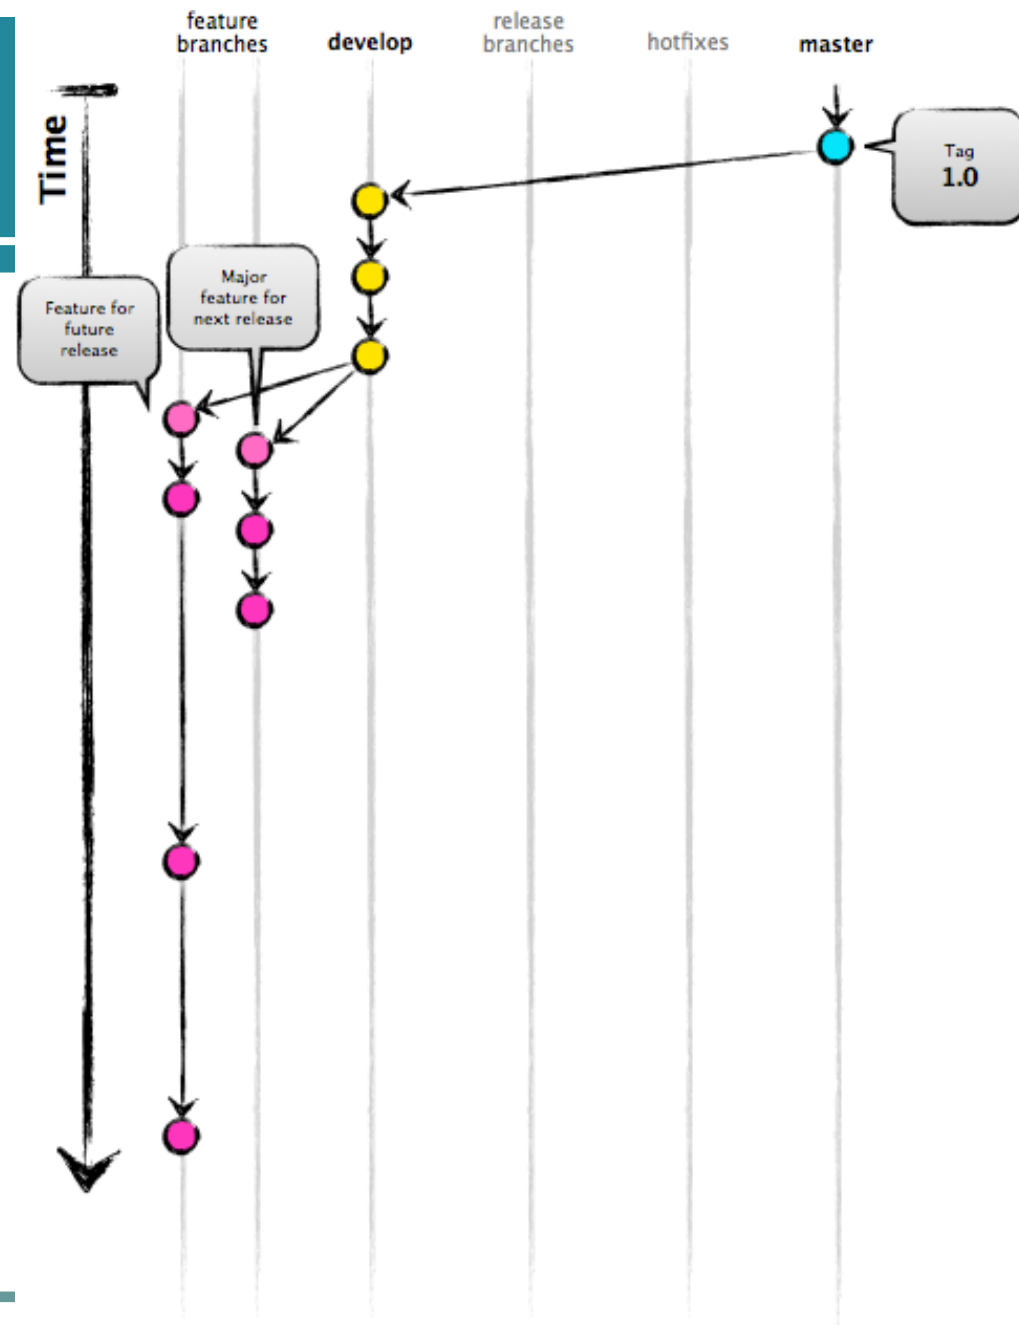 feature
branches
develop
release
branches
hotfixes
master
Time
Tag
1.0
Major
feature for
next release
Feature for
future
release